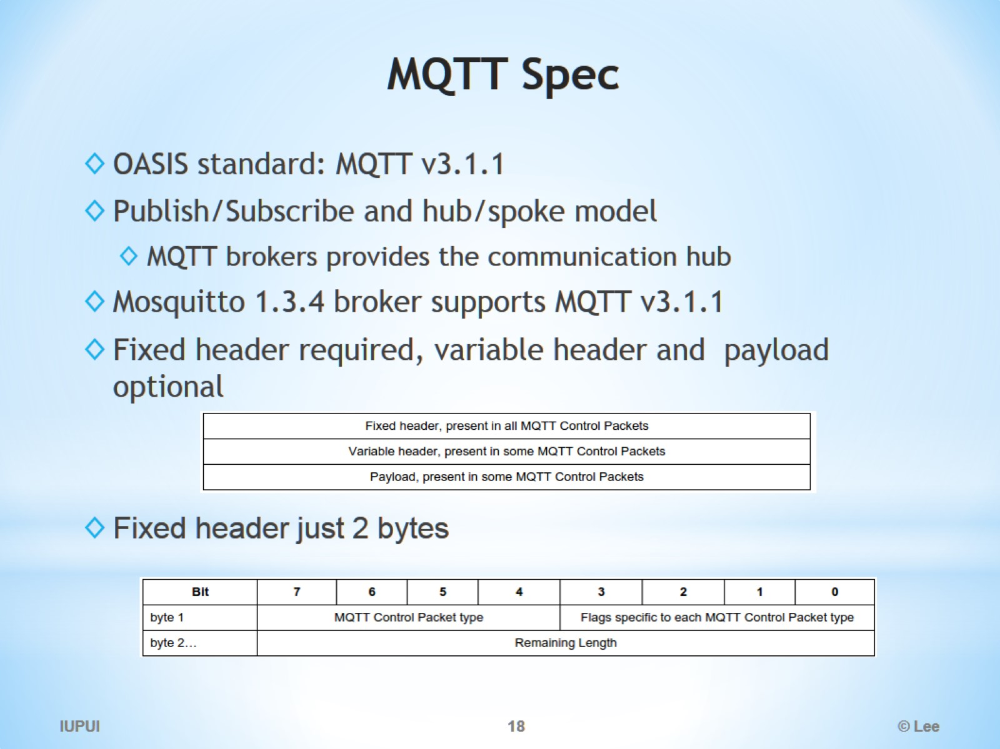 MQTT Spec
OASIS standard: MQTT v3.1.1
Publish/Subscribe and hub/spoke model
MQTT brokers provides the communication hub
Mosquitto 1.3.4 broker supports MQTT v3.1.1
Fixed header required, variable header and payload
optional
Fixed header, present in all MQTT Control Packets
Variable header, present in some MQTT Control Packets
Payload, present in some MQTT Control Packets
Fixed header just 2 bytes
Bit 7 6 5 4 3 2 1 0
byte 1 MQTT Control Packet type Flags specific to each MQTT Control Packet type
byte 2… Remaining Length
IUPUI 18 © Lee